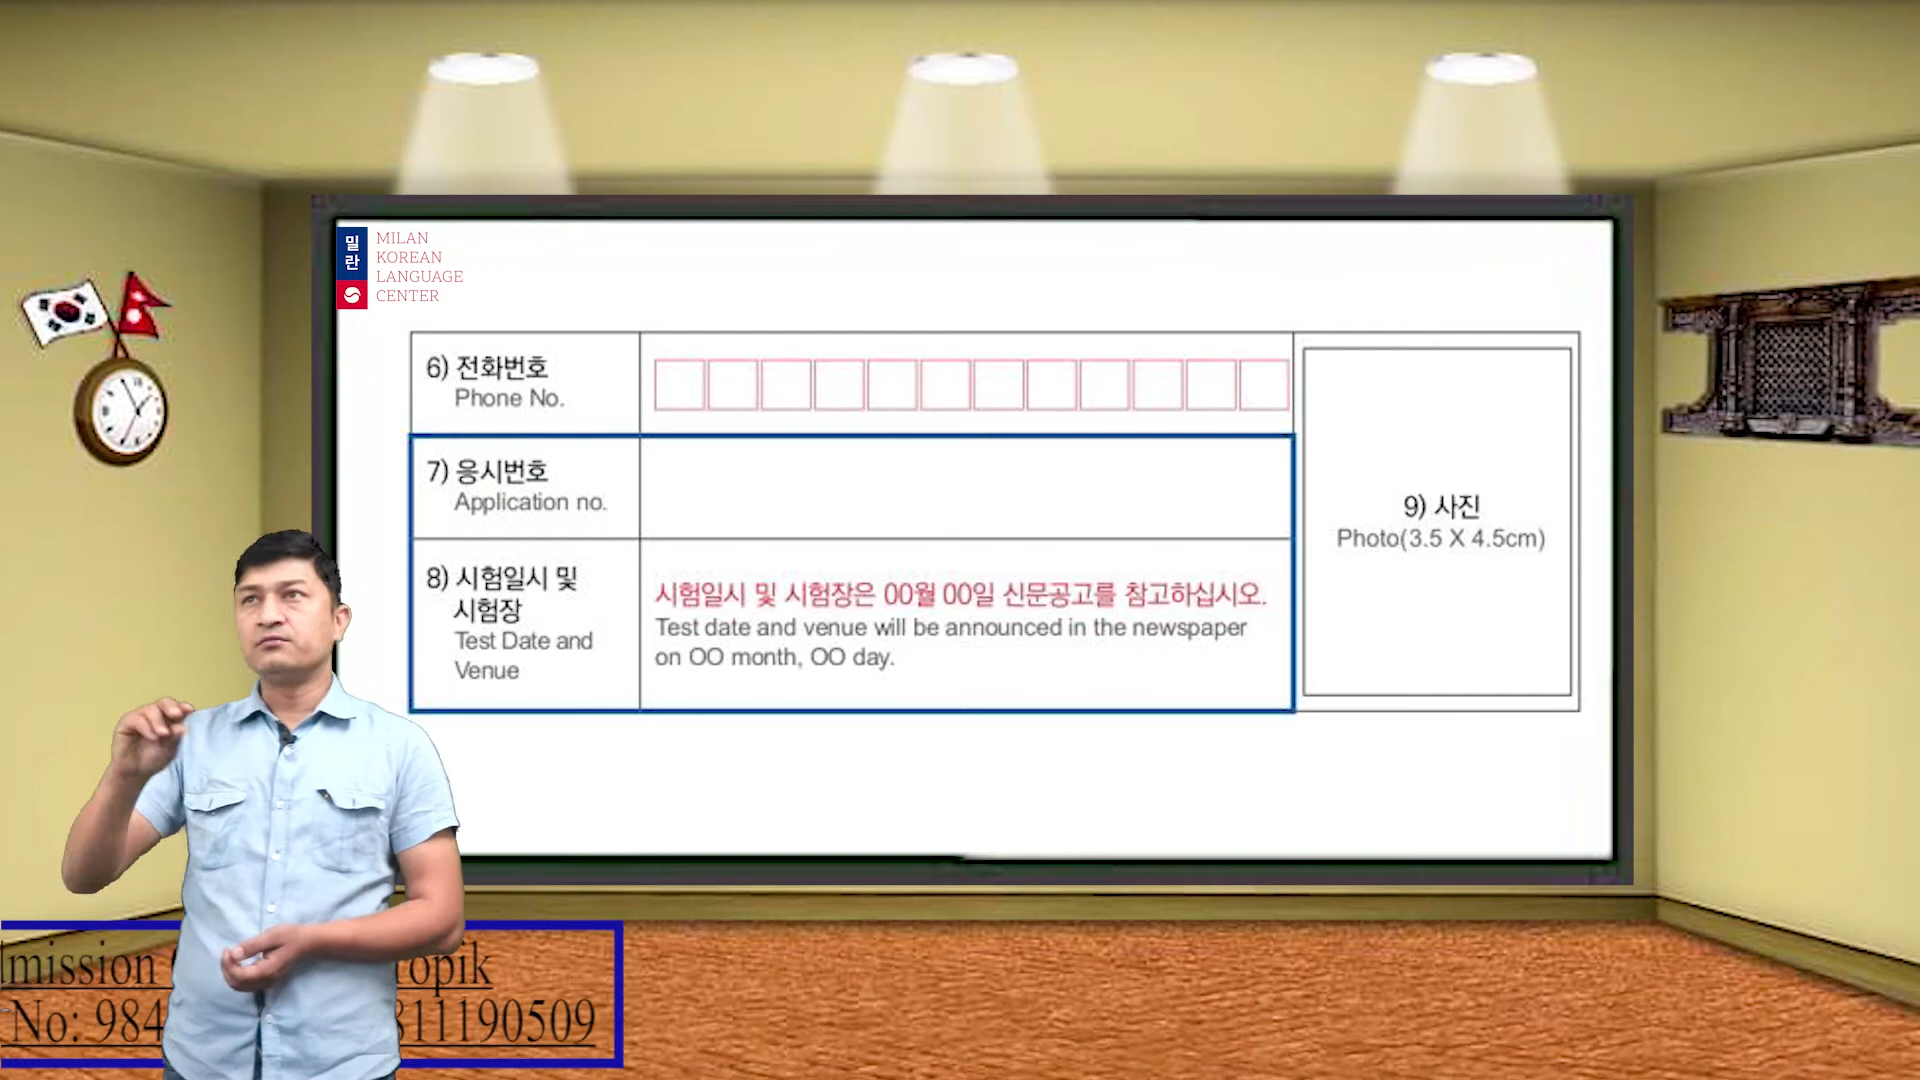 밀란
MILAN
KOREAN
LANGUAGE
CENTER
6) 전화번호
Phone No.
7) 응시번호
Application no.
8) 시험일시 및
시험장
Test Date and
Venue
시험일시 및 시험장은 00월 00일 신문공고를 참고하십시오.
Test date and venue will be announced in the newspaper
on OO month, OO day.
9) 사진
Photo(3.5 X 4.5cm)
No: 984 811190509